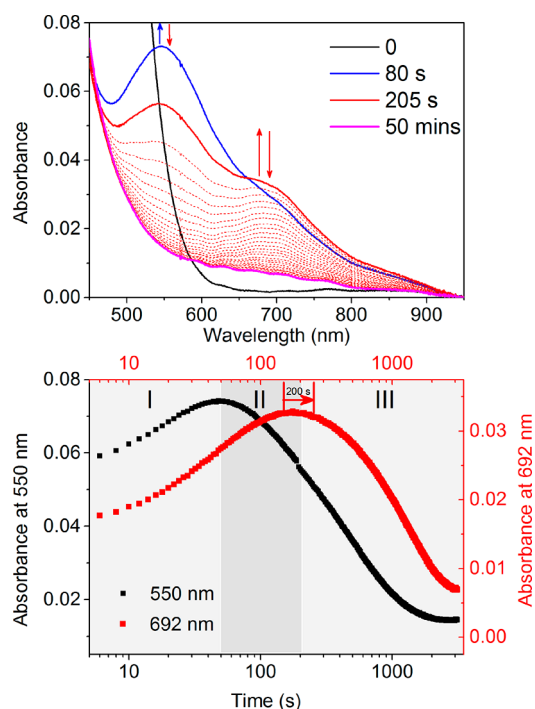 0.08
0.06
0.04
0.02
0.00
Absorbance
0
80 s
205 s
50 mins
500 600 700 800 900
Wavelength (nm)
10 100 1000
0.08
0.06
0.04
0.02
Absorbance at 550 nm
I II III
200 s
550 nm
692 nm
0.03
0.02
0.01
0.00
Absorbance at 692 nm
10 100 1000
Time (s)